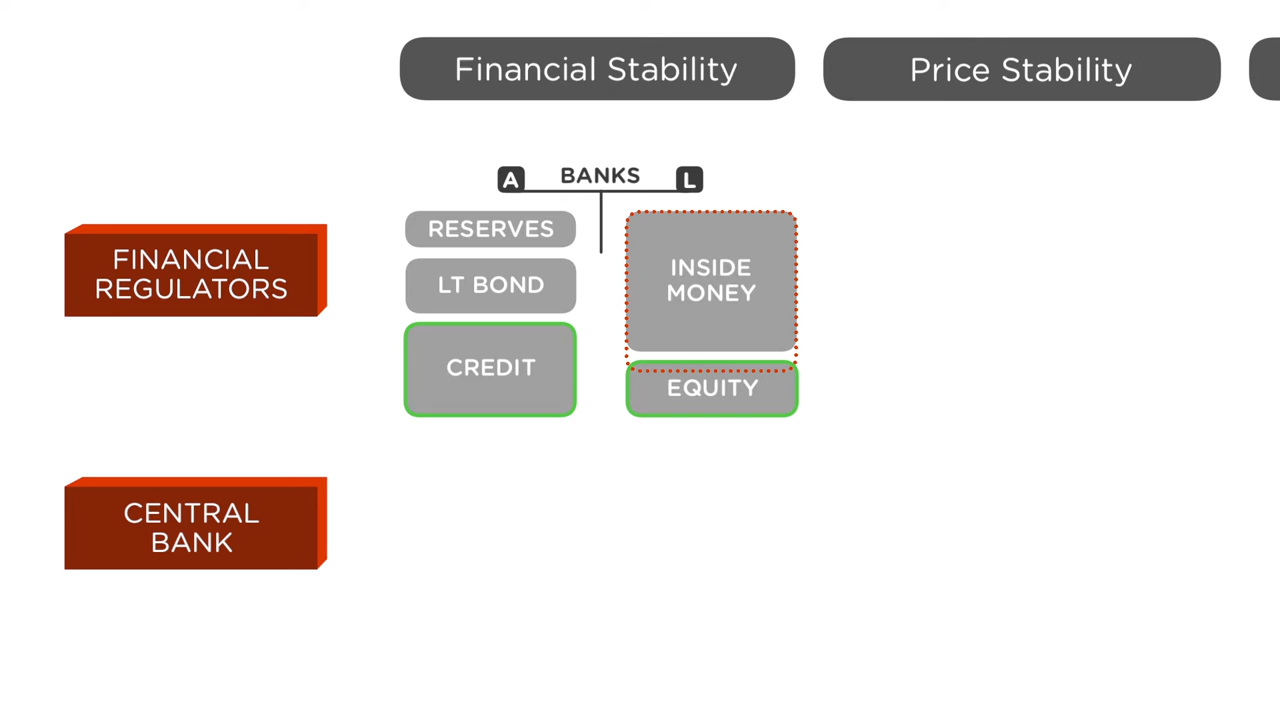 Financial Stability
Price Stability
A
BANKS
L
FINANCIAL
REGULATORS
RESERVES
LT BOND
CREDIT
INSIDE
MONEY
EQUITY
CENTRAL
BANK